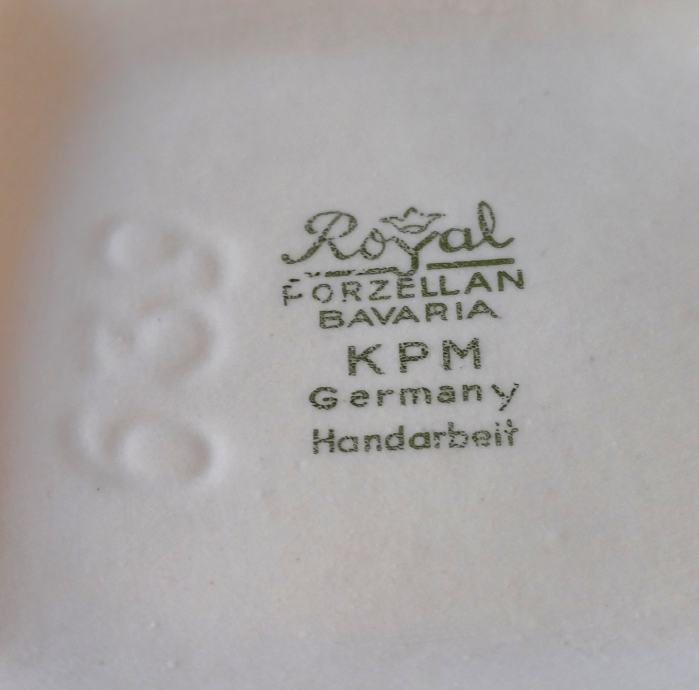 Royal
PORZELLAN
BAVARIA
KPM
Germany
Handarbeit